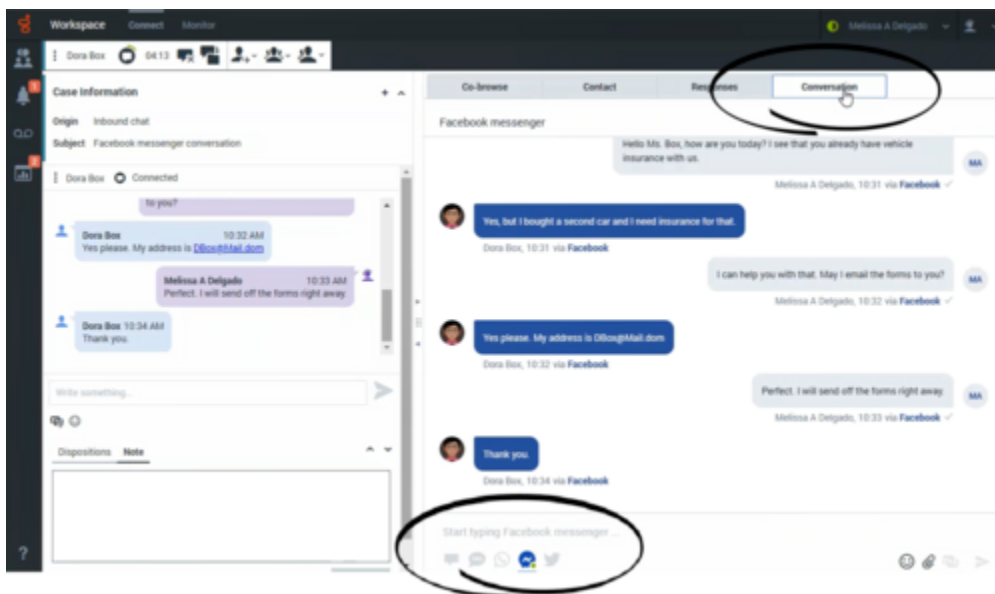 Workspace Connect Monitor
Melissa A Delgado
Dora Box 04:13
Case Information
Origin Inbound chat
Subject Facebook messenger conversation
Dora Box Connected
to you?
Dora Box 10:32 AM
Yes please. My address is DBox@Mail.dom
Melissa A Delgado 10:33 AM
Perfect. I will send off the forms right away.
Dora Box 10:34 AM
Thank you.
Write something...
Dispositions Note
?
Co-browse Contact Responses Conversation
Facebook messenger
Hello Ms. Box, how are you today? I see that you already have vehicle
insurance with us.
MA
Melissa A Delgado, 10:31 via Facebook
Yes, but I bought a second car and I need insurance for that.
Dora Box, 10:31 via Facebook
I can help you with that. May I email the forms to you?
MA
Melissa A Delgado, 10:32 via Facebook
Yes please. My address is DBox@Mail.dom
Dora Box, 10:32 via Facebook
Perfect. I will send off the forms right away.
MA
Melissa A Delgado, 10:33 via Facebook
Thank you.
Dora Box, 10:34 via Facebook
Start typing Facebook messenger ...